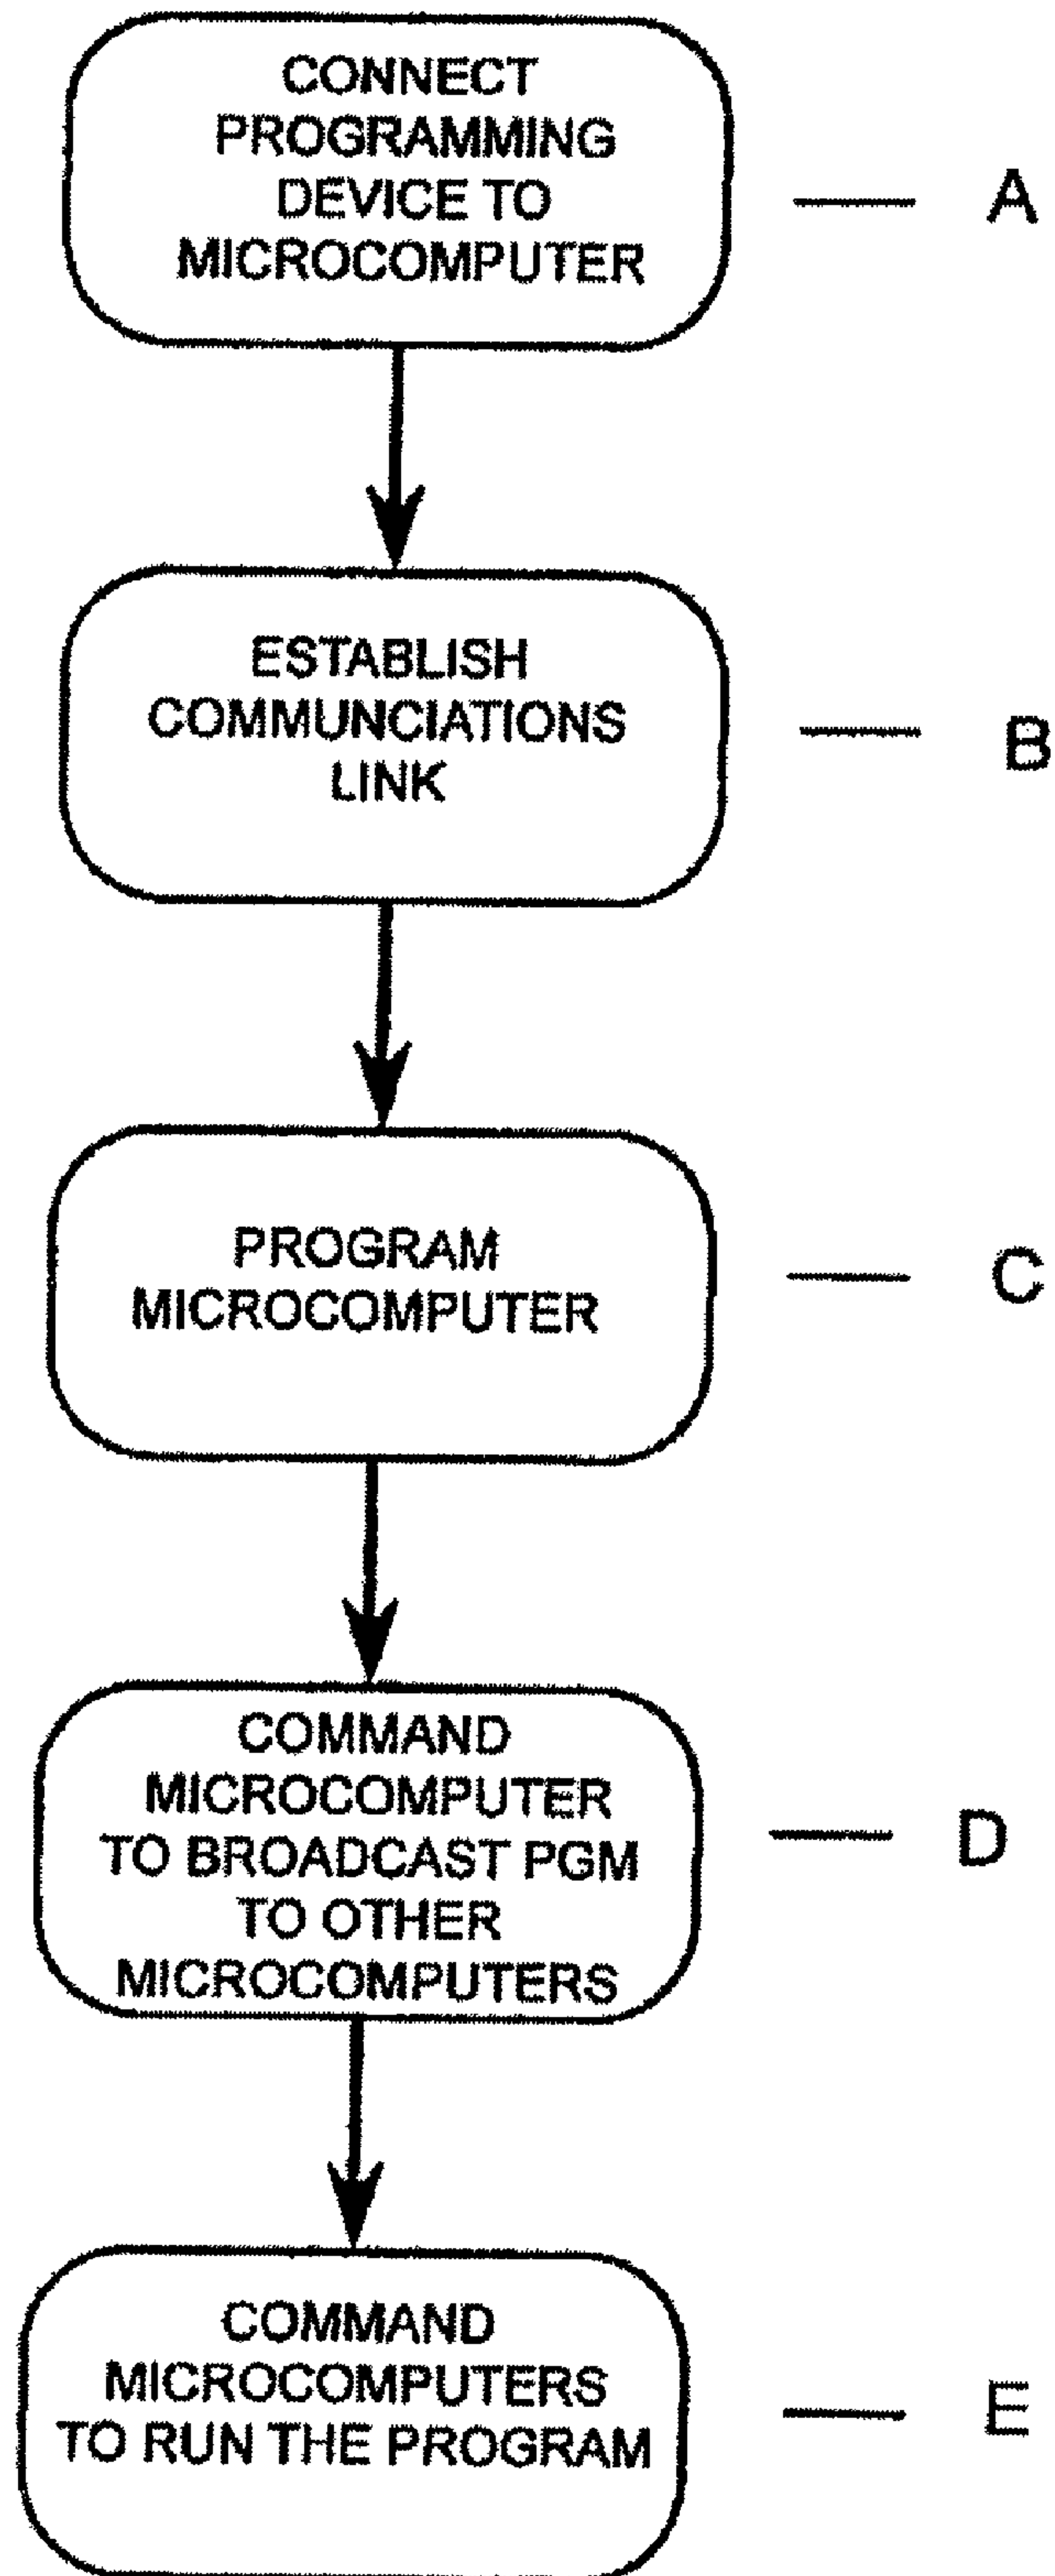 CONNECT
PROGRAMMING
DEVICE TO
MICROCOMPUTER
A
ESTABLISH
COMMUNCIATIONS
LINK
B
PROGRAM
MICROCOMPUTER
C
COMMAND
MICROCOMPUTER
TO BROADCAST PGM
TO OTHER
MICROCOMPUTERS
D
COMMAND
MICROCOMPUTERS
TO RUN THE PROGRAM
E